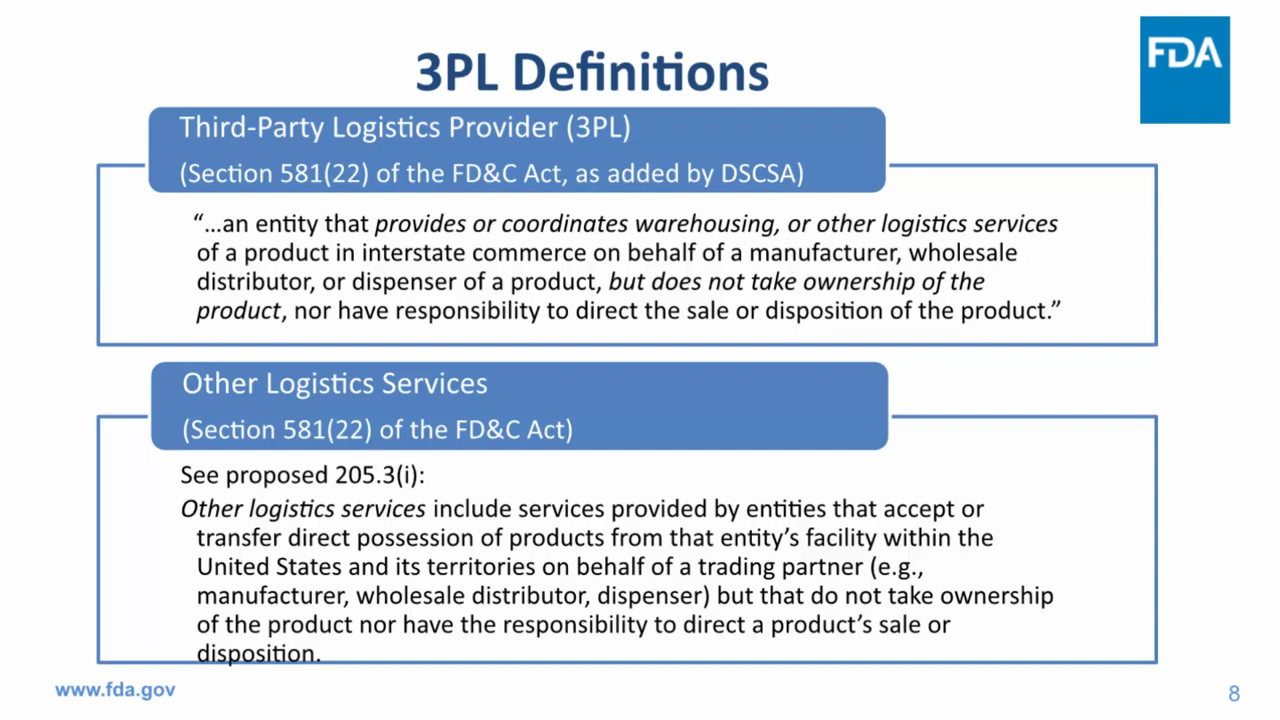 3PL Definitions
FDA
Third-Party Logistics Provider (3PL)
(Section 581(22) of the FD&C Act, as added by DSCSA)
“…an entity that provides or coordinates warehousing, or other logistics services
of a product in interstate commerce on behalf of a manufacturer, wholesale
distributor, or dispenser of a product, but does not take ownership of the
product, nor have responsibility to direct the sale or disposition of the product.”
Other Logistics Services
(Section 581(22) of the FD&C Act)
See proposed 205.3(i):
Other logistics services include services provided by entities that accept or
transfer direct possession of products from that entity’s facility within the
United States and its territories on behalf of a trading partner (e.g.,
manufacturer, wholesale distributor, dispenser) but that do not take ownership
of the product nor have the responsibility to direct a product’s sale or
disposition.
www.fda.gov
8